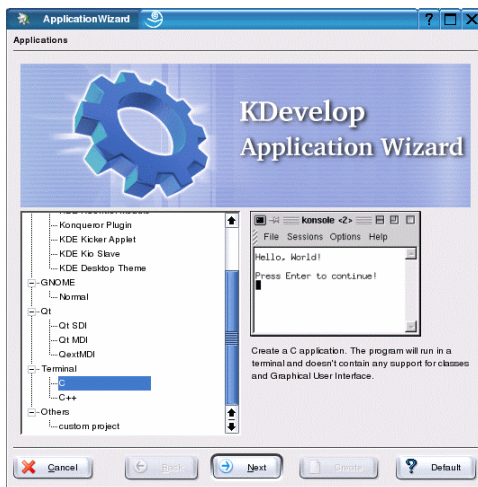 ApplicationWizard
Applications
KDevelop
Application Wizard
Konqueror Plugin
KDE Kicker Applet
KDE Kio Slave
KDE Desktop Theme
GNOME
Normal
Qt
Qt SDI
Qt MDI
QextMDI
Terminal
C
C++
Others
custom project
konsole <2>
File Sessions Options Help
Hello, World!
Press Enter to continue!
Create a C application. The program will run in a
terminal and doesn't contain any support for classes
and Graphical User Interface.
Cancel
Back
Next
Create
Default